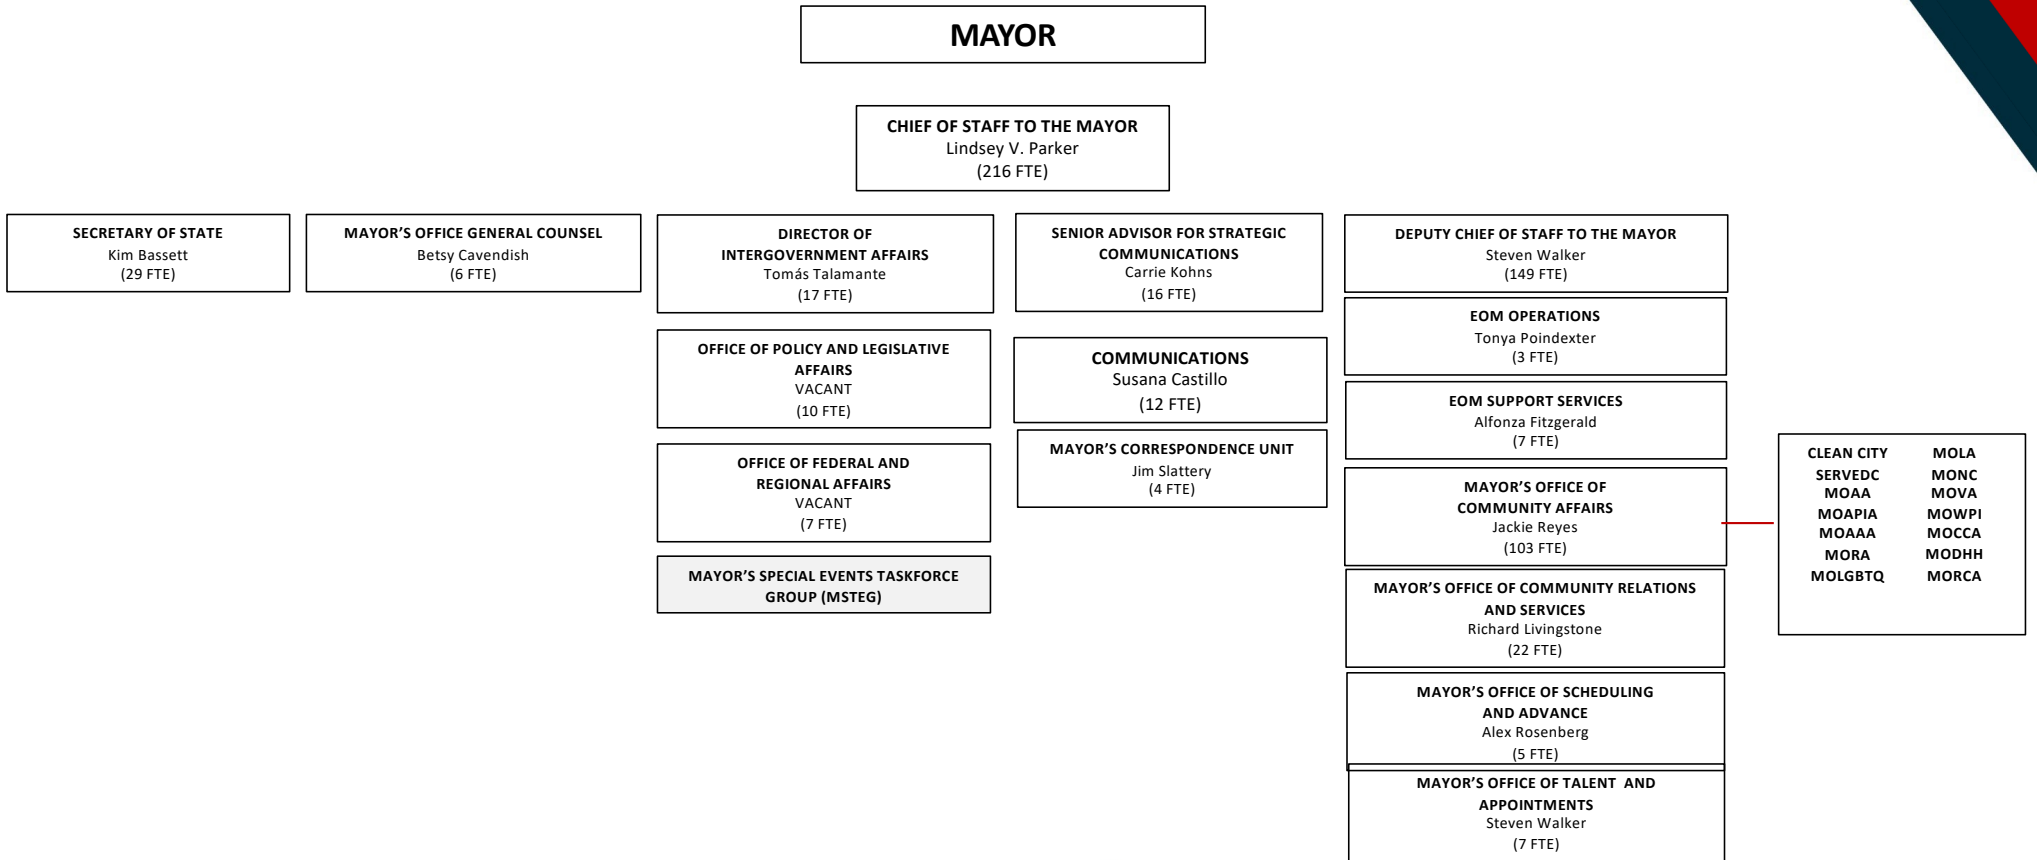 MAYOR
CHIEF OF STAFF TO THE MAYOR
Lindsey V. Parker
(216 FTE)
SECRETARY OF STATE
Kim Bassett
(29 FTE)
MAYOR’S OFFICE GENERAL COUNSEL
Betsy Cavendish
(6 FTE)
DIRECTOR OF
INTERGOVERNMENT AFFAIRS
Tomás Talamante
(17 FTE)
OFFICE OF POLICY AND LEGISLATIVE
AFFAIRS
VACANT
(10 FTE)
OFFICE OF FEDERAL AND
REGIONAL AFFAIRS
VACANT
(7 FTE)
MAYOR’S SPECIAL EVENTS TASKFORCE
GROUP (MSTEG)
SENIOR ADVISOR FOR STRATEGIC
COMMUNICATIONS
Carrie Kohns
(16 FTE)
COMMUNICATIONS
Susana Castillo
(12 FTE)
MAYOR’S CORRESPONDENCE UNIT
Jim Slattery
(4 FTE)
DEPUTY CHIEF OF STAFF TO THE MAYOR
Steven Walker
(149 FTE)
EOM OPERATIONS
Tonya Poindexter
(3 FTE)
EOM SUPPORT SERVICES
Alfonza Fitzgerald
(7 FTE)
MAYOR’S OFFICE OF
COMMUNITY AFFAIRS
Jackie Reyes
(103 FTE)
MAYOR’S OFFICE OF COMMUNITY RELATIONS
AND SERVICES
Richard Livingstone
(22 FTE)
MAYOR’S OFFICE OF SCHEDULING
AND ADVANCE
Alex Rosenberg
(5 FTE)
MAYOR’S OFFICE OF TALENT AND
APPOINTMENTS
Steven Walker
(7 FTE)
CLEAN CITY
SERVEDC
MOAA
MOAPIA
MOAAA
MORA
MOLGBTQ
MOLA
MONC
MOVA
MOWPI
MOCCA
MODHH
MORCA